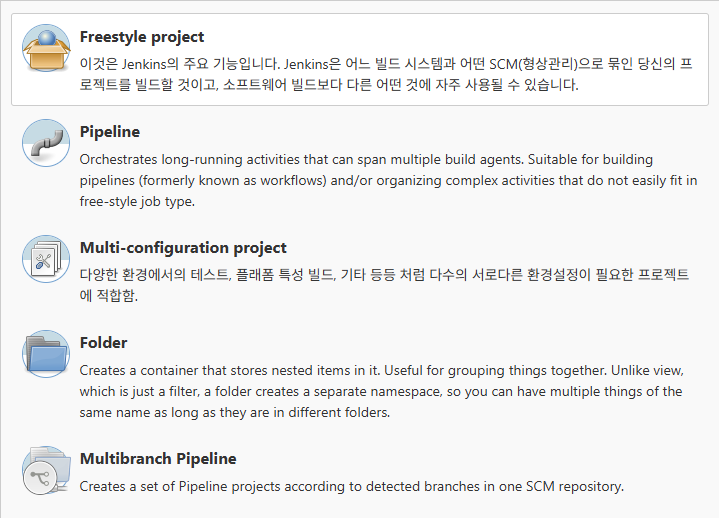 Freestyle project
이것은 Jenkins의 주요 기능입니다. Jenkins은 어느 빌드 시스템과 어떤 SCM(형상관리)으로 묶인 당신의 프
로젝트를 빌드할 것이고, 소프트웨어 빌드보다 다른 어떤 것에 자주 사용될 수 있습니다.
Pipeline
Orchestrates long-running activities that can span multiple build agents. Suitable for building
pipelines (formerly known as workflows) and/or organizing complex activities that do not easily fit in
free-style job type.
Multi-configuration project
다양한 환경에서의 테스트, 플래폼 특성 빌드, 기타 등등 처럼 다수의 서로다른 환경설정이 필요한 프로젝트
에 적합함.
Folder
Creates a container that stores nested items in it. Useful for grouping things together. Unlike view,
which is just a filter, a folder creates a separate namespace, so you can have multiple things of the
same name as long as they are in different folders.
Multibranch Pipeline
Creates a set of Pipeline projects according to detected branches in one SCM repository.